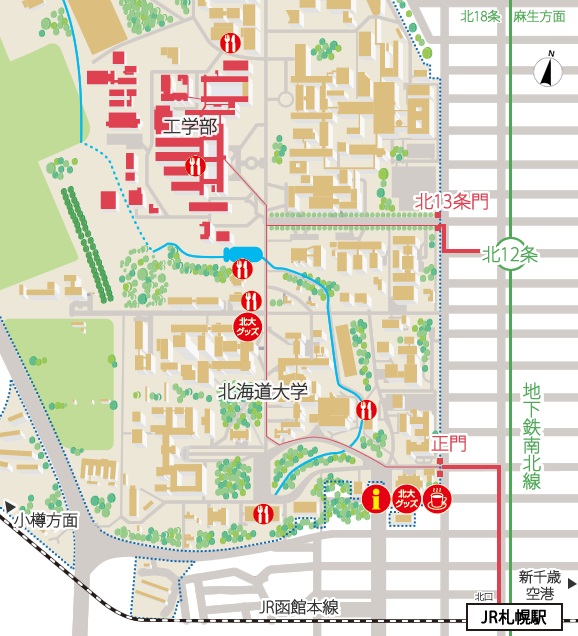 北18条 麻生方面
N
工学部
北13条門
北12条
北大
グッズ
北海道大学
地下鉄南北線
正門
i
北大
グッズ
小樽方面
新千歳
空港
北口
JR函館本線
JR札幌駅